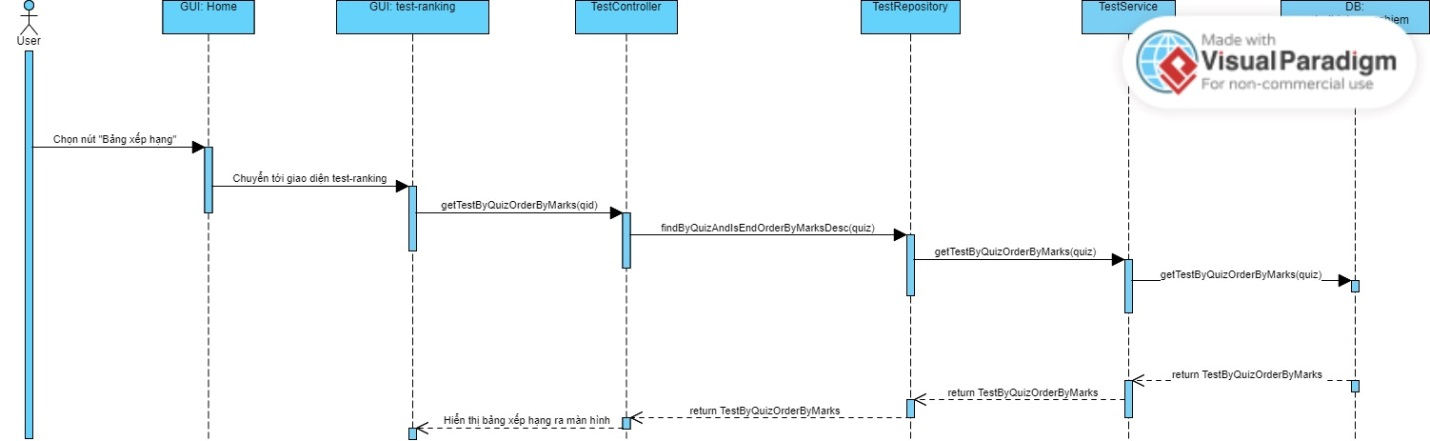 GUI: Home
GUI: test-ranking
TestController
TestRepository
TestService
DB:
User
Made with
Visual Paradigm
For non-commercial use
Chọn nút "Bảng xếp hạng"
Chuyển tới giao diện test-ranking
getTestByQuizOrderByMarks(qid)
findByQuizAndIsEndOrderByMarksDesc(quiz)
getTestByQuizOrderByMarks(quiz)
getTestByQuizOrderByMarks(quiz)
return TestByQuizOrderByMarks
return TestByQuizOrderByMarks
return TestByQuizOrderByMarks
Hiển thị bảng xếp hạng ra màn hình